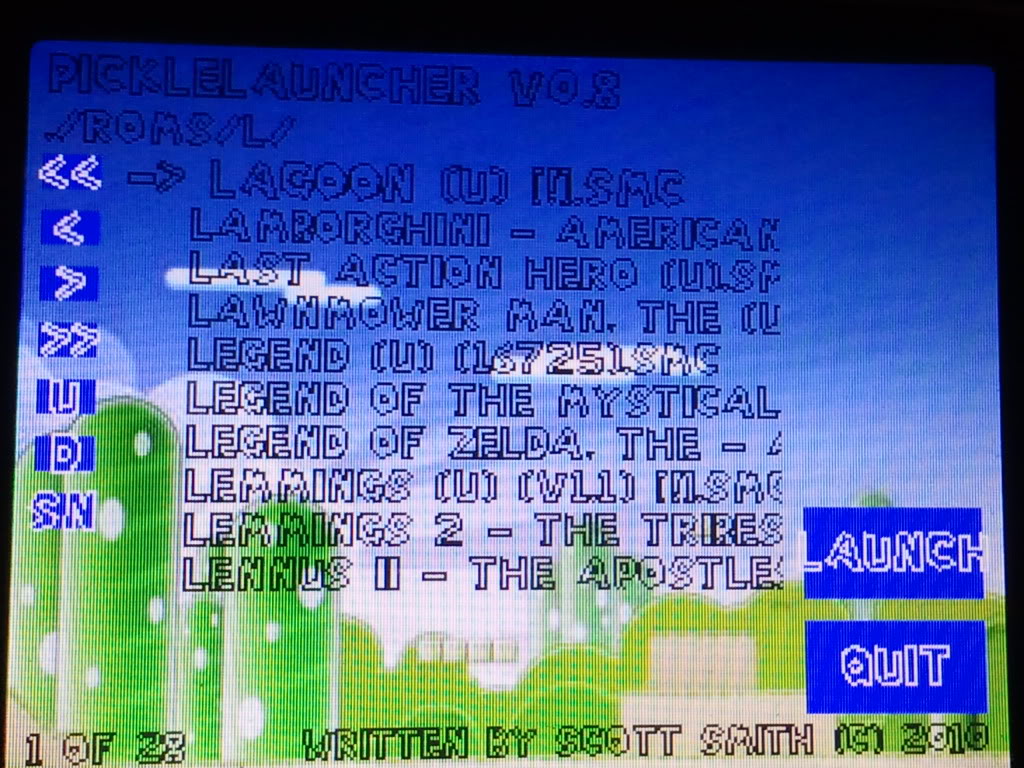 PICKLELAUNCHER V0.8
./ROMS/L/
<< -> LAGOON (U) [!].SMC
< LAMBORGHINI - AMERICAN
> LAST ACTION HERO (U).SM
LAWNMOWER MAN, THE (U
>> LEGEND (U) (16725).SMC
U LEGEND OF THE MYSTICAL
D LEGEND OF ZELDA, THE - A
SIN LEMMINGS (U) (V1.1) [!].SMC
LEMMINGS 2 - THE TRIBES
LENNUS II - THE APOSTLES
LAUNCH
QUIT
1 OF 28 WRITTEN BY SCOTT SMITH (C) 2010